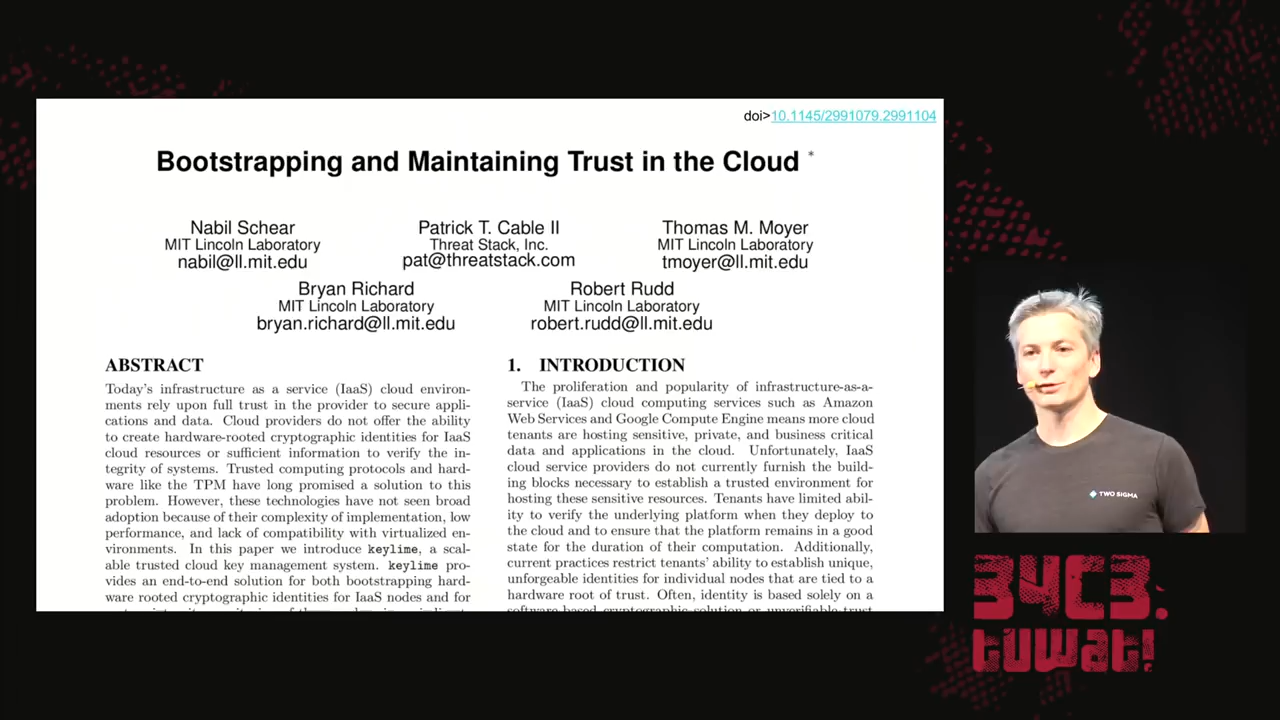 doi>10.1145/2991079.2991104
Bootstrapping and Maintaining Trust in the Cloud *
Nabil Schear
MIT Lincoln Laboratory
nabil@ll.mit.edu
Patrick T. Cable II
Threat Stack, Inc.
pat@threatstack.com
Thomas M. Moyer
MIT Lincoln Laboratory
tmoyer@ll.mit.edu
Bryan Richard
MIT Lincoln Laboratory
bryan.richard@ll.mit.edu
Robert Rudd
MIT Lincoln Laboratory
robert.rudd@ll.mit.edu
ABSTRACT
Today's infrastructure as a service (IaaS) cloud environ-
ments rely upon full trust in the provider to secure appli-
cations and data. Cloud providers do not offer the ability
to create hardware-rooted cryptographic identities for IaaS
cloud resources or sufficient information to verify the in-
tegrity of systems. Trusted computing protocols and hard-
ware like the TPM have long promised a solution to this
problem. However, these technologies have not seen broad
adoption because of their complexity of implementation, low
performance, and lack of compatibility with virtualized en-
vironments. In this paper we introduce keylime, a scal-
able trusted cloud key management system. keylime pro-
vides an end-to-end solution for both bootstrapping hard-
ware rooted cryptographic identities for IaaS nodes and for
1. INTRODUCTION
The proliferation and popularity of infrastructure-as-a-
service (IaaS) cloud computing services such as Amazon
Web Services and Google Compute Engine means more cloud
tenants are hosting sensitive, private, and business critical
data and applications in the cloud. Unfortunately, IaaS
cloud service providers do not currently furnish the build-
ing blocks necessary to establish a trusted environment for
hosting these sensitive resources. Tenants have limited abil-
ity to verify the underlying platform when they deploy to
the cloud and to ensure that the platform remains in a good
state for the duration of their computation. Additionally,
current practices restrict tenants' ability to establish unique,
unforgeable identities for individual nodes that are tied to a
hardware root of trust. Often, identity is based solely on a
software-based cryptographic solution or unverifiable trust
TWO SIGMA
34C3.
tuwat!